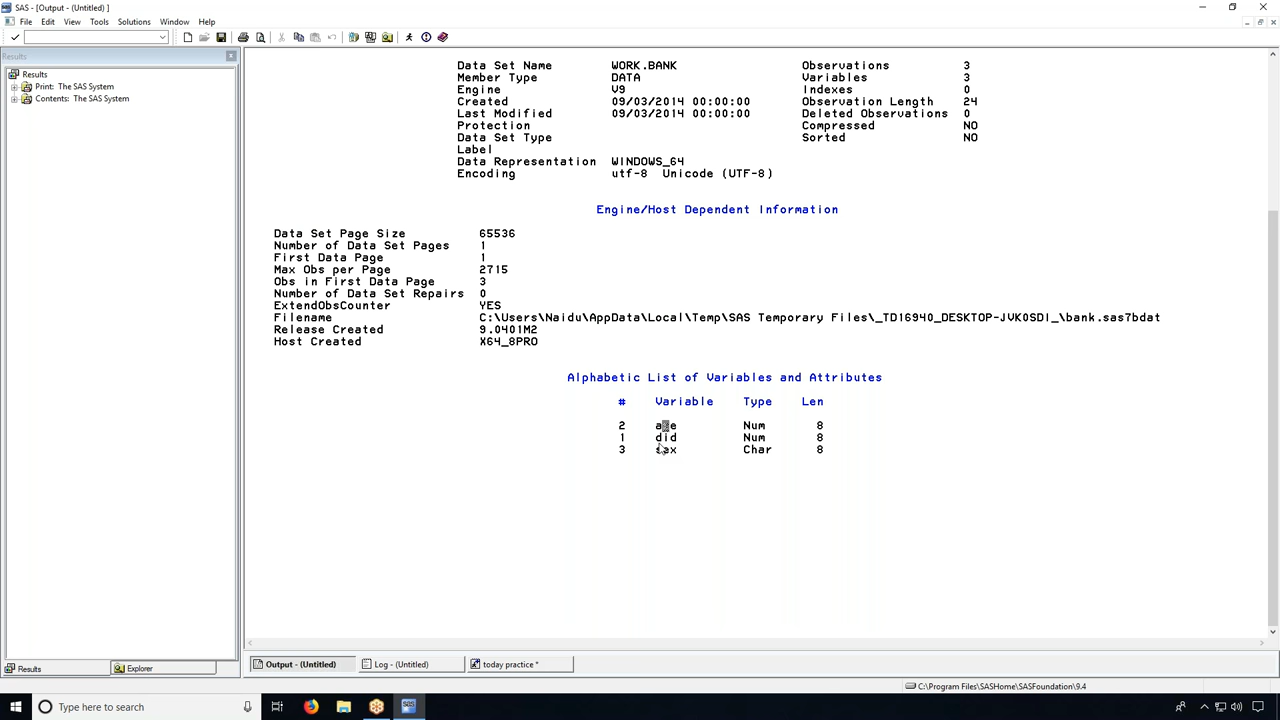 SAS - [Output - (Untitled) ]
File Edit View Tools Solutions Window Help
Results
Results
Print: The SAS System
Contents: The SAS System
Data Set Name WORK.BANK Observations 3
Member Type DATA Variables 3
Engine V9 Indexes 0
Created 09/03/2014 00:00:00 Observation Length 24
Last Modified 09/03/2014 00:00:00 Deleted Observations 0
Protection Compressed NO
Data Set Type Sorted NO
Label
Data Representation WINDOWS_64
Encoding utf-8 Unicode (UTF-8)
Engine/Host Dependent Information
Data Set Page Size 65536
Number of Data Set Pages 1
First Data Page 1
Max Obs per Page 2715
Obs in First Data Page 3
Number of Data Set Repairs 0
ExtendObsCounter YES
Filename C:\Users\Naidu\AppData\Local\Temp\SAS Temporary Files\_TD16940_DESKTOP-JVK0SDI_\bank.sas7bdat
Release Created 9.0401M2
Host Created X64_8PRO
Alphabetic List of Variables and Attributes
# Variable Type Len
2 age Num 8
1 did Num 8
3 Char 8
Results Explorer Output - (Untitled) Log - (Untitled) today practice *
C:\Program Files\SASHome\SASFoundation\9.4
Type here to search